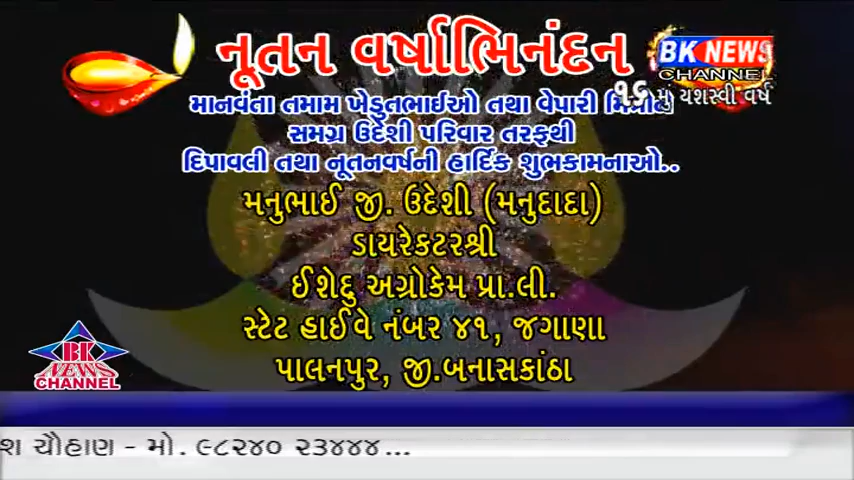 નૂતન વર્ષાભિનંદન
BK NEWS
CHANNEL
૧૬ માં યશસ્વી વર્ષ
માનવંતા તમામ ખેડુતભાઈઓ તથા વેપારી
સમગ્ર ઉદેશી પરિવાર તરફથી
દિપાવલી તથા નૂતનવર્ષની હાર્દિક શુભકામનાઓ..
મનુભાઈ જી. ઉદેશી (મનુદાદા)
ડાયરેકટરશ્રી
ઈશેદુ અગ્રોકેમ પ્રા.લી.
સ્ટેટ હાઈવે નંબર ૪૧, જગાણા
પાલનપુર, જી.બનાસકાંઠા
BK
NEWS
CHANNEL
શ ચૌહાણ - મો. ૯૮૨૪૦ ૨૩૪૪૪...